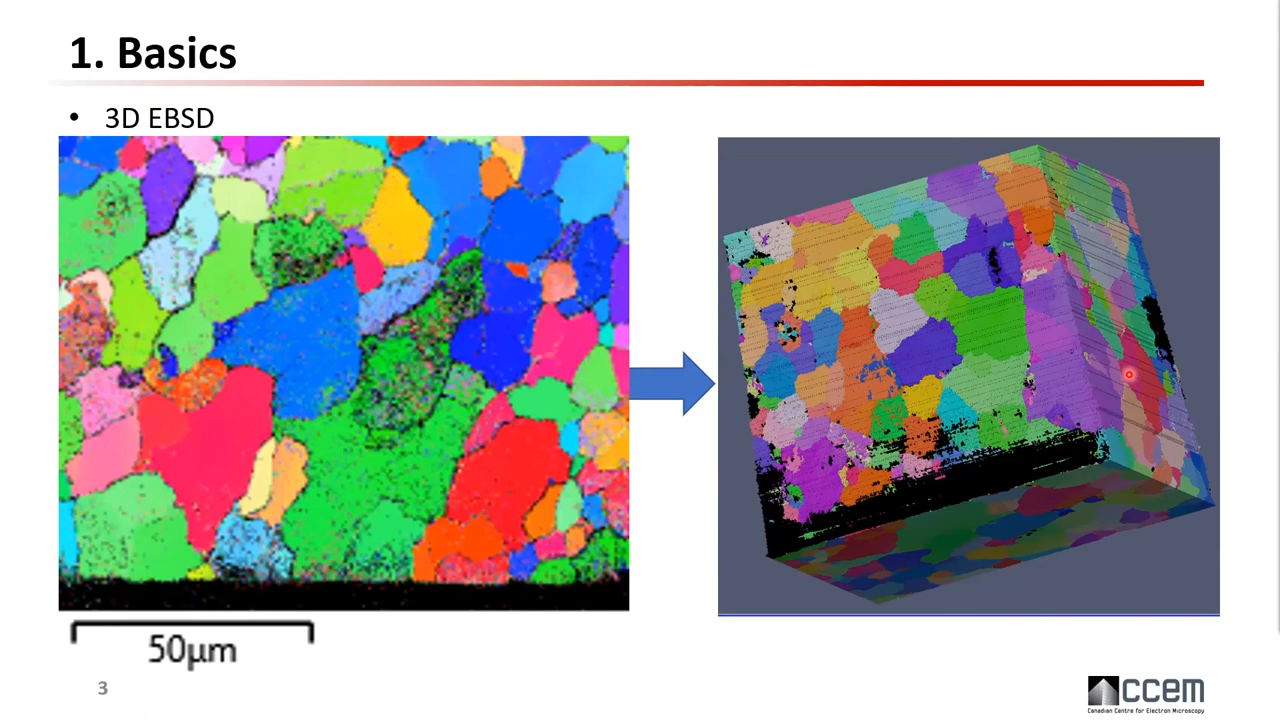 1. Basics
• 3D EBSD
50µm
3
ccem
Canadian Centre for Electron Microscopy